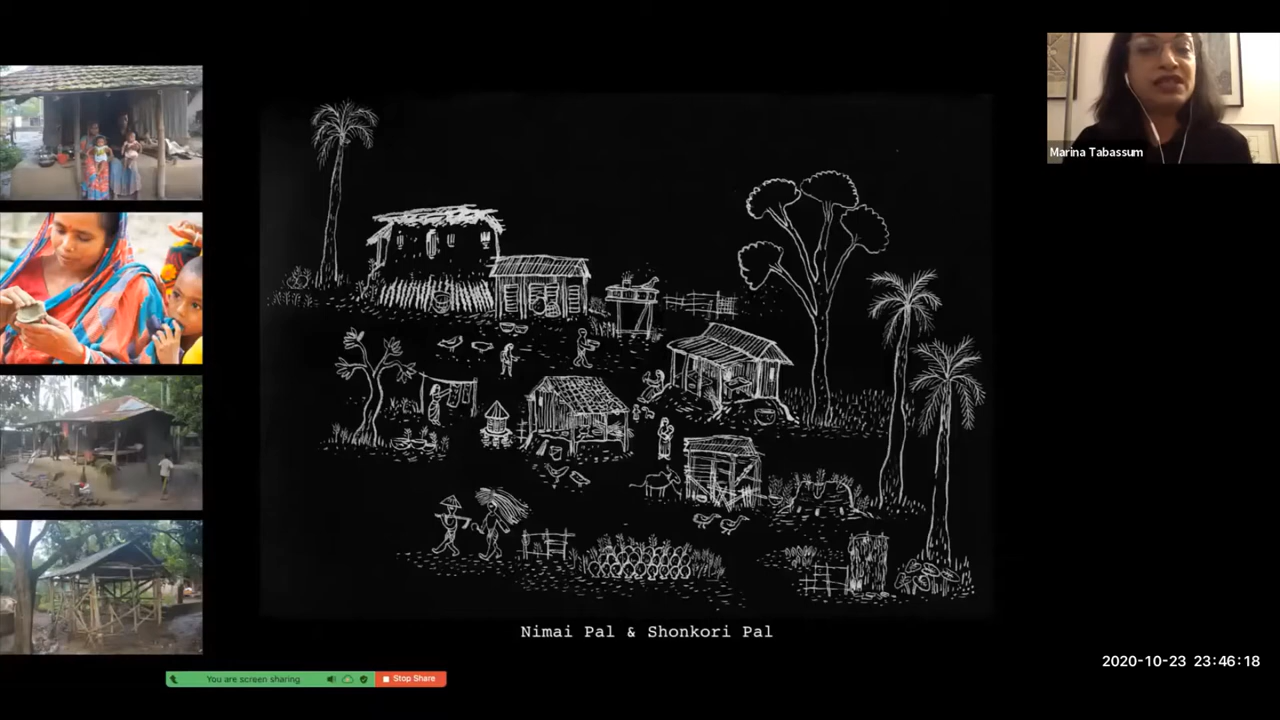 Marina Tabassum
Nimai Pal & Shonkori Pal
2020-10-23 23:46:18
You are screen sharing
Stop Share